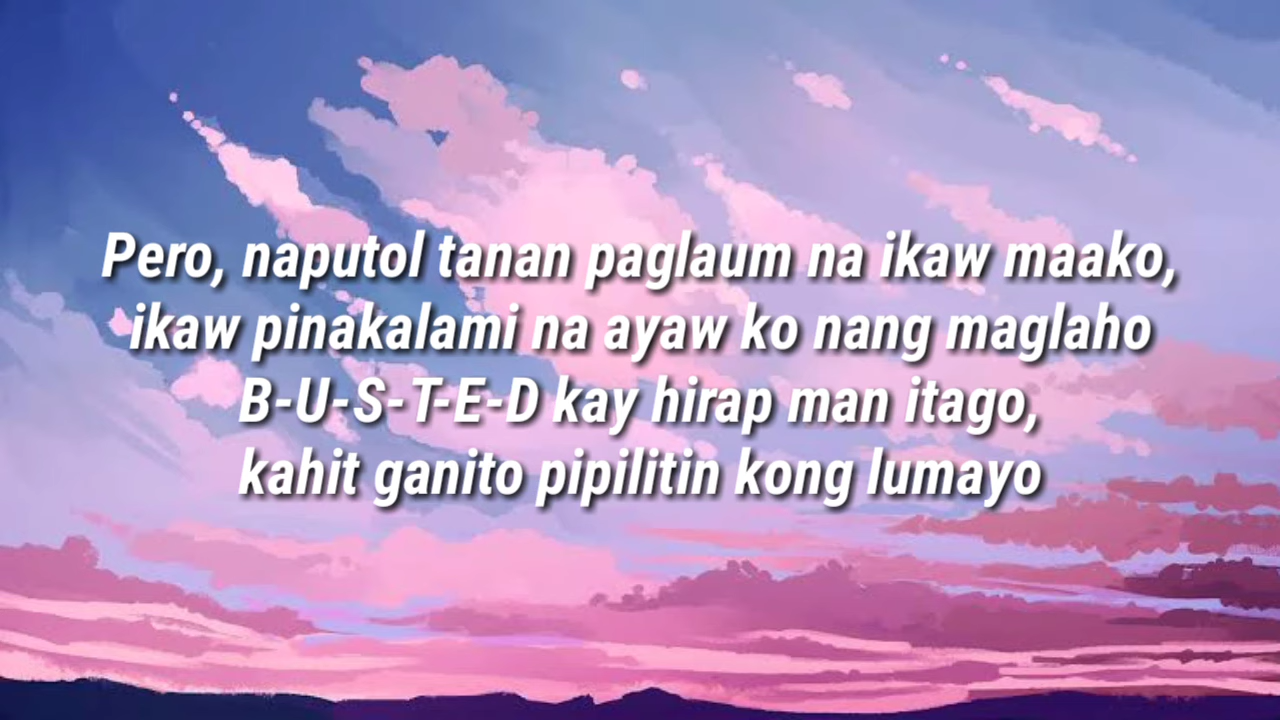 Pero, naputol tanan paglaum na ikaw maako,
ikaw pinakalami na ayaw ko nang maglaho
B-U-S-T-E-D kay hirap man itago,
kahit ganito pipilitin kong lumayo